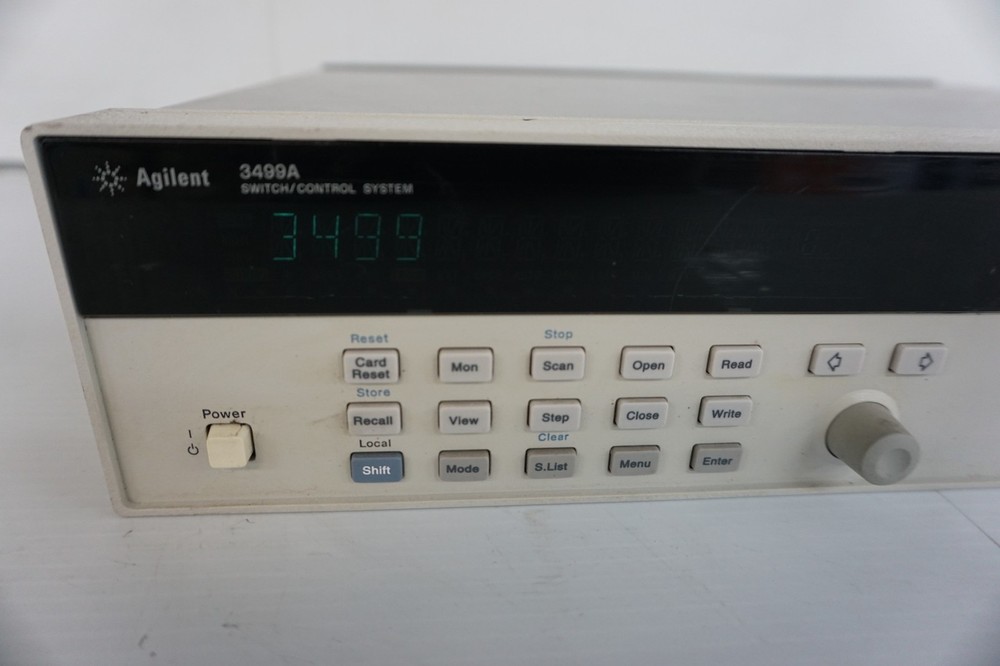 Agilent 3499A
SWITCH/CONTROL SYSTEM
3499
Reset Stop
Card Reset Mon Scan Open Read
Store
Power Recall View Step Close Write
I
Local Clear
Shift Mode S.List Menu Enter